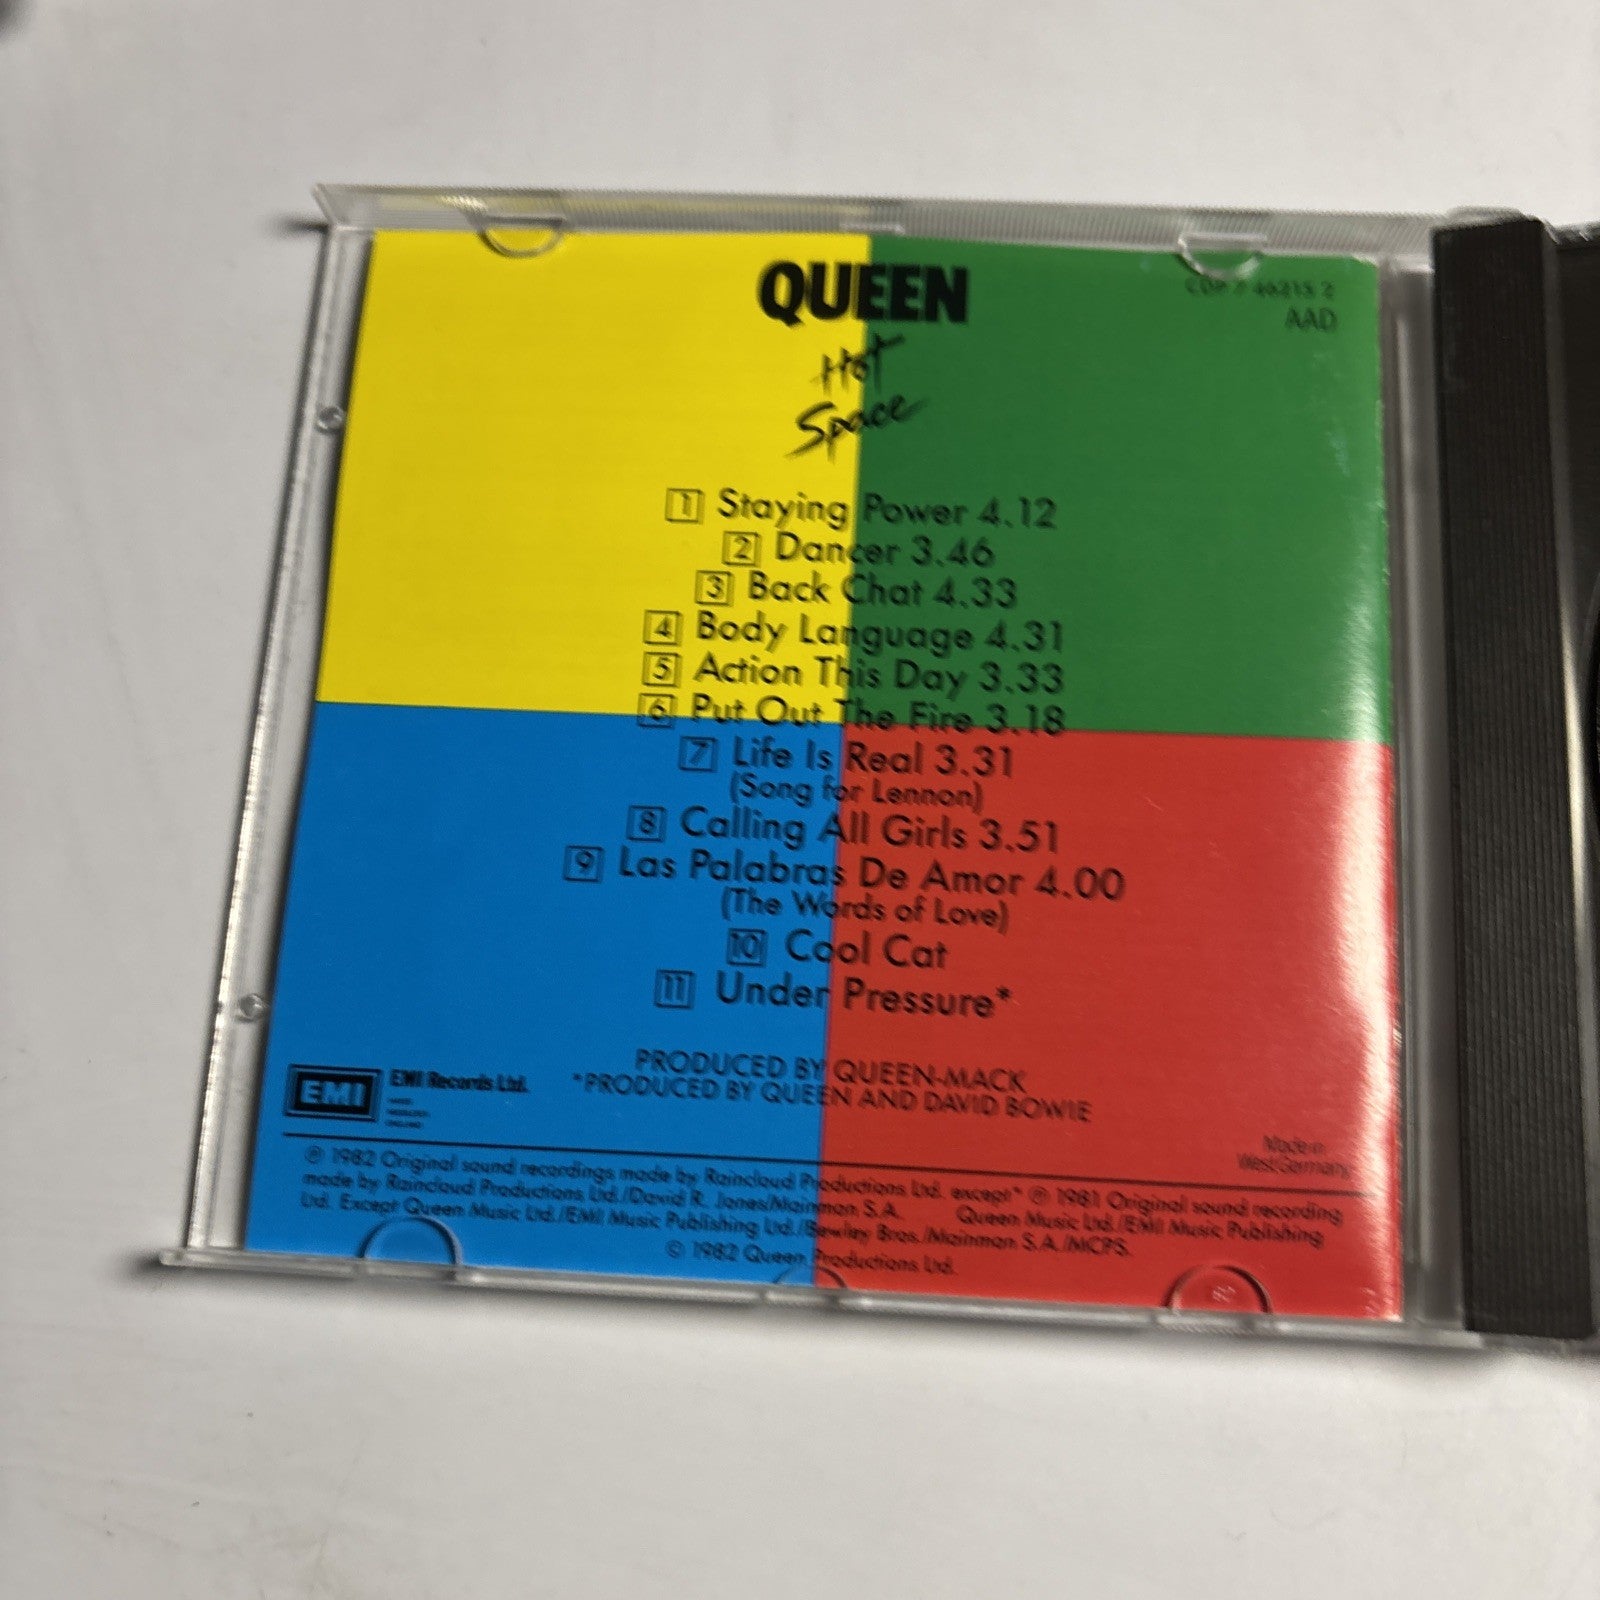 QUEEN
CDP 7 46215 2
AAD
Hot
Space
1 Staying Power 4.12
2 Dancer 3.46
3 Back Chat 4.33
4 Body Language 4.31
5 Action This Day 3.33
6 Put Out The Fire 3.18
7 Life Is Real 3.31
(Song for Lennon)
8 Calling All Girls 3.51
9 Las Palabras De Amor 4.00
(The Words of Love)
10 Cool Cat
11 Under Pressure*
PRODUCED BY QUEEN-MACK
*PRODUCED BY QUEEN AND DAVID BOWIE
EMI EMI Records Ltd.
Made in
West Germany
℗ 1982 Original sound recordings made by Raincloud Productions Ltd. except* ℗ 1981 Original sound recording
made by Raincloud Productions Ltd./David R. Jones/Mainman S.A. Queen Music Ltd./EMI Music Publishing
Ltd. Except Queen Music Ltd./EMI Music Publishing Ltd./Bewlay Bros./Mainman S.A./MCPS.
© 1982 Queen Productions Ltd.